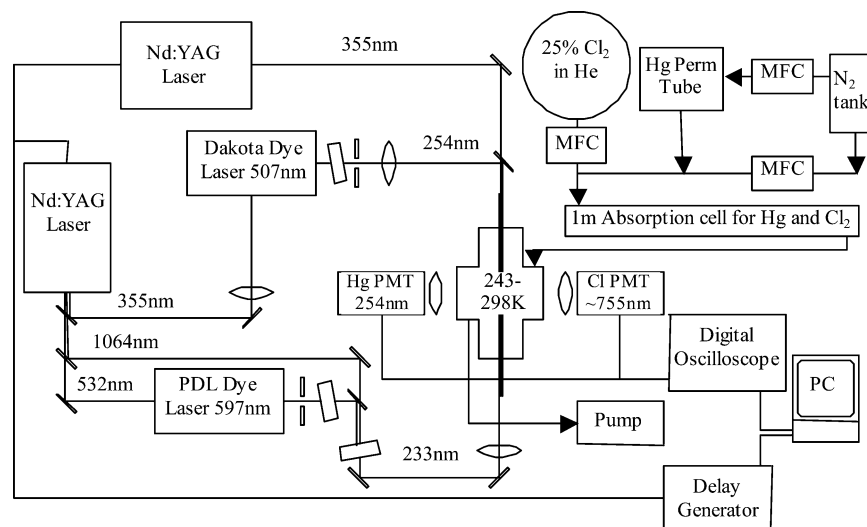 Nd:YAG
Laser
355nm
25% Cl2
in He
Hg Perm
Tube
MFC
N2
tank
MFC
MFC
Dakota Dye
Laser 507nm
254nm
Nd:YAG
Laser
1m Absorption cell for Hg and Cl2
Hg PMT
254nm
243-
298K
Cl PMT
~755nm
355nm
1064nm
532nm
PDL Dye
Laser 597nm
Digital
Oscilloscope
PC
Pump
233nm
Delay
Generator